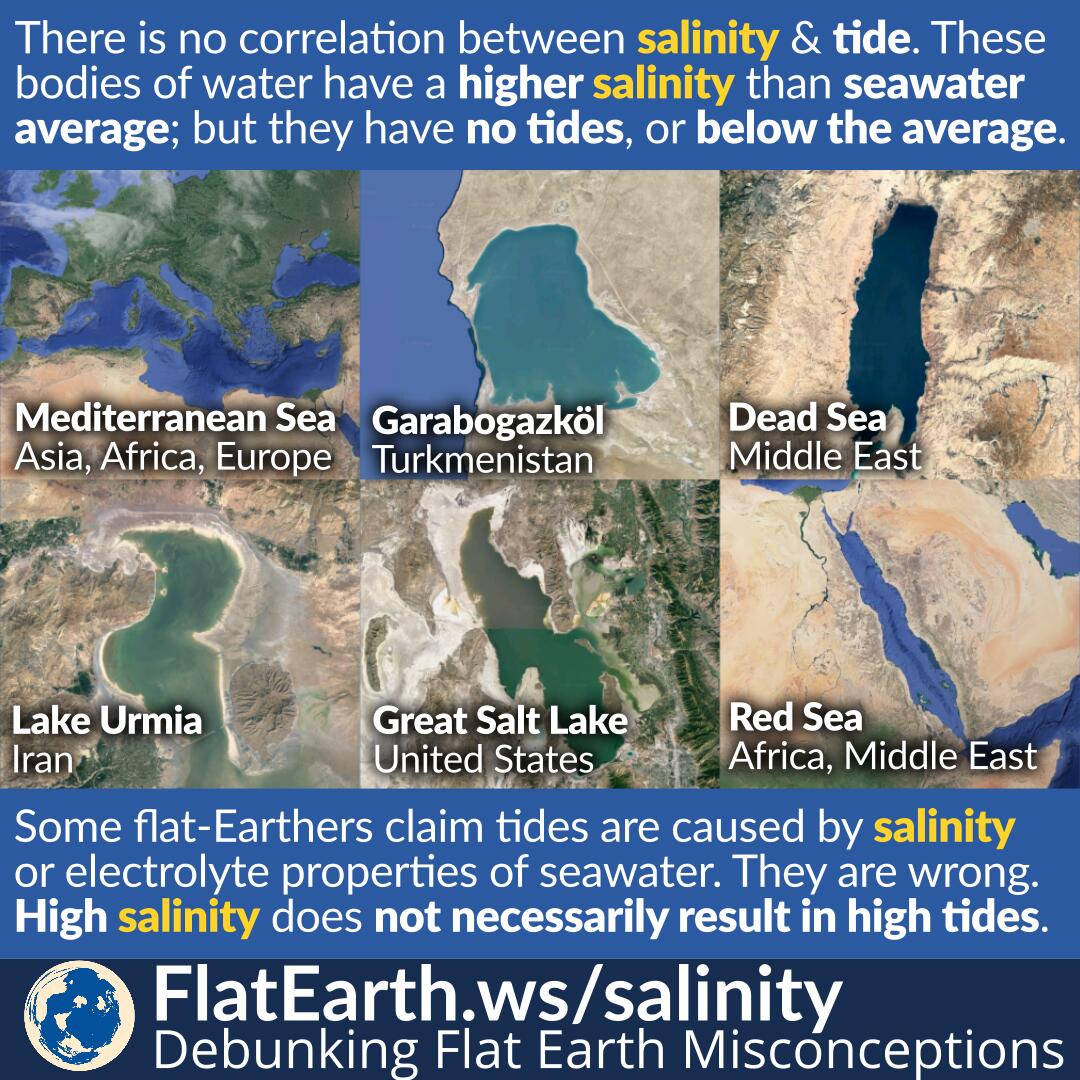 There is no correlation between salinity & tide. These
bodies of water have a higher salinity than seawater
average; but they have no tides, or below the average.
Mediterranean Sea
Asia, Africa, Europe
Garabogazköl
Turkmenistan
Dead Sea
Middle East
Lake Urmia
Iran
Great Salt Lake
United States
Red Sea
Africa, Middle East
Some flat-Earthers claim tides are caused by salinity
or electrolyte properties of seawater. They are wrong.
High salinity does not necessarily result in high tides.
FlatEarth.ws/salinity
Debunking Flat Earth Misconceptions